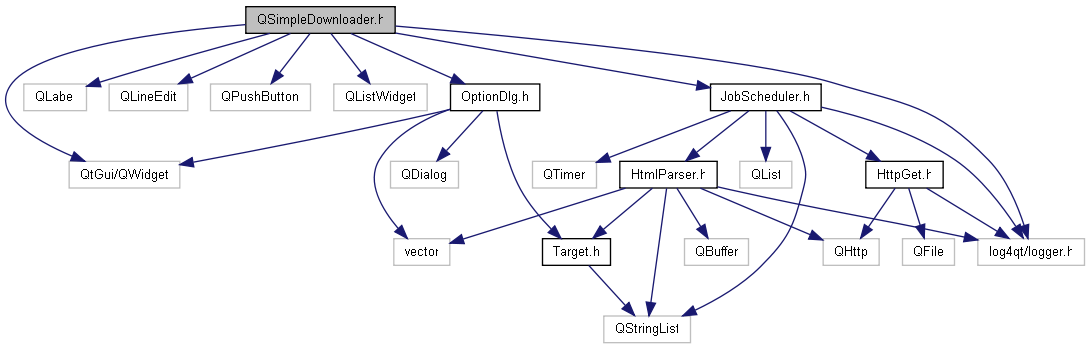 QSimpleDownloader.h
QLabe
QLineEdit
QPushButton
QListWidget
OptionDlg.h
JobScheduler.h
QtGui/QWidget
QDialog
QTimer
HtmlParser.h
QList
HttpGet.h
vector
Target.h
QBuffer
QHttp
QFile
log4qt/logger.h
QStringList